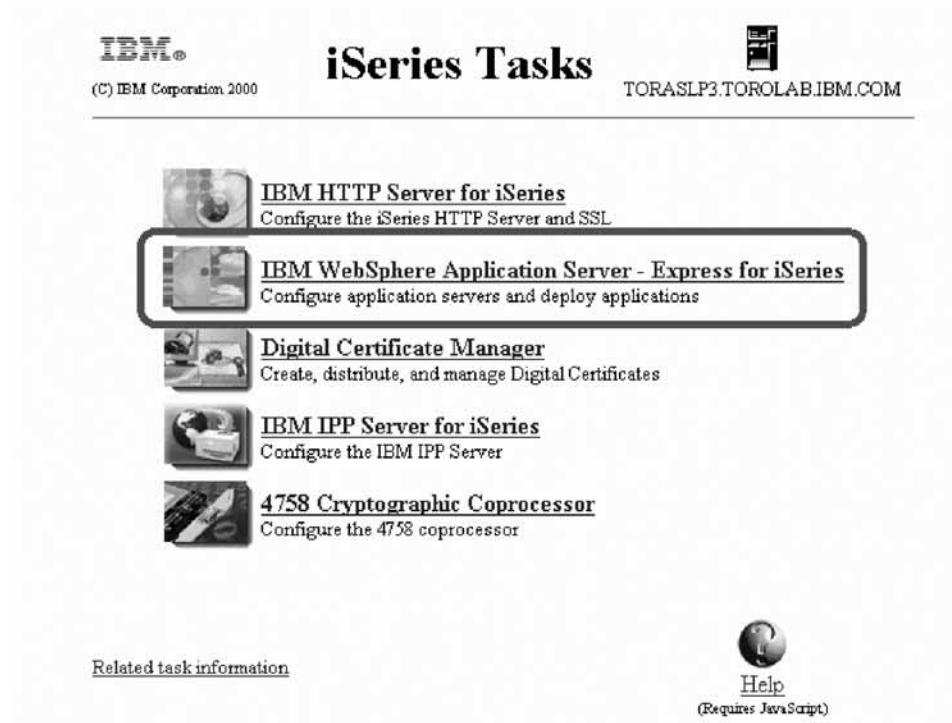 IBM®
iSeries Tasks
(C) IBM Corporation 2000
TORASLP3.TOROLAB.IBM.COM
IBM HTTP Server for iSeries
Configure the iSeries HTTP Server and SSL
IBM WebSphere Application Server - Express for iSeries
Configure application servers and deploy applications
Digital Certificate Manager
Create, distribute, and manage Digital Certificates
IBM IPP Server for iSeries
Configure the IBM IPP Server
4758 Cryptographic Coprocessor
Configure the 4758 coprocessor
Related task information
Help
(Requires JavaScript)